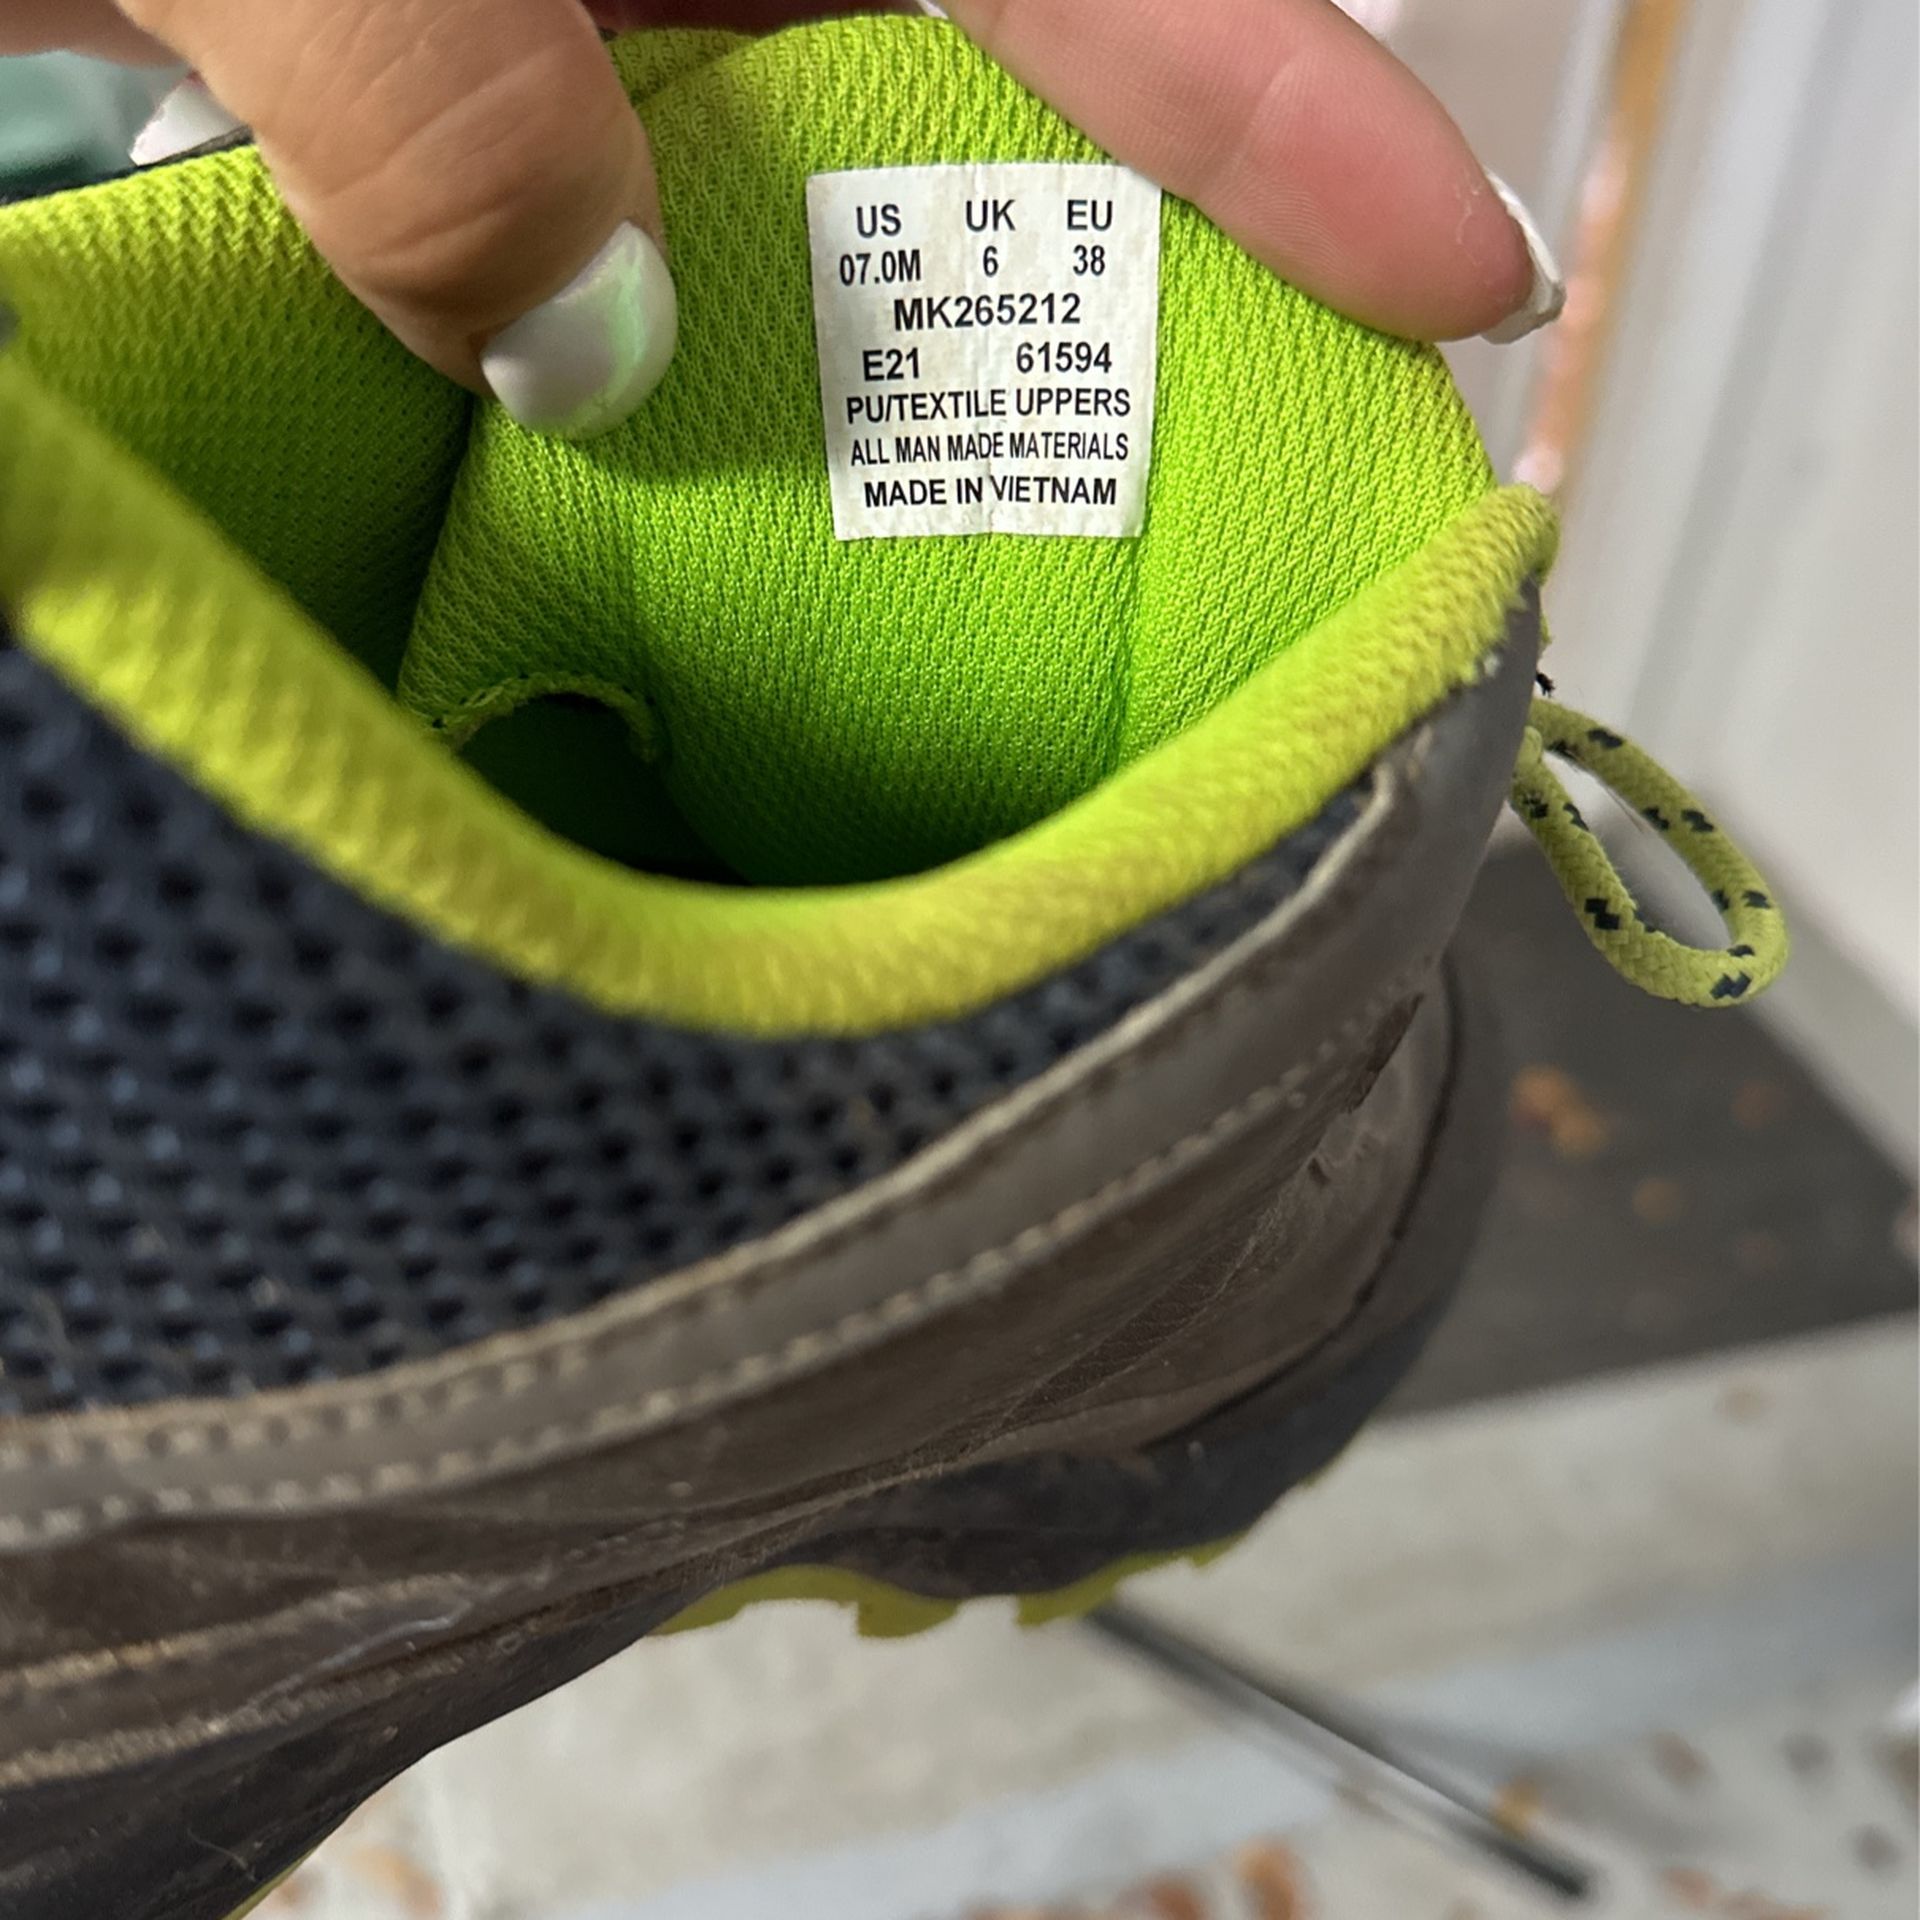 US UK EU
07.0M 6 38
MK265212
E21 61594
PU/TEXTILE UPPERS
ALL MAN MADE MATERIALS
MADE IN VIETNAM